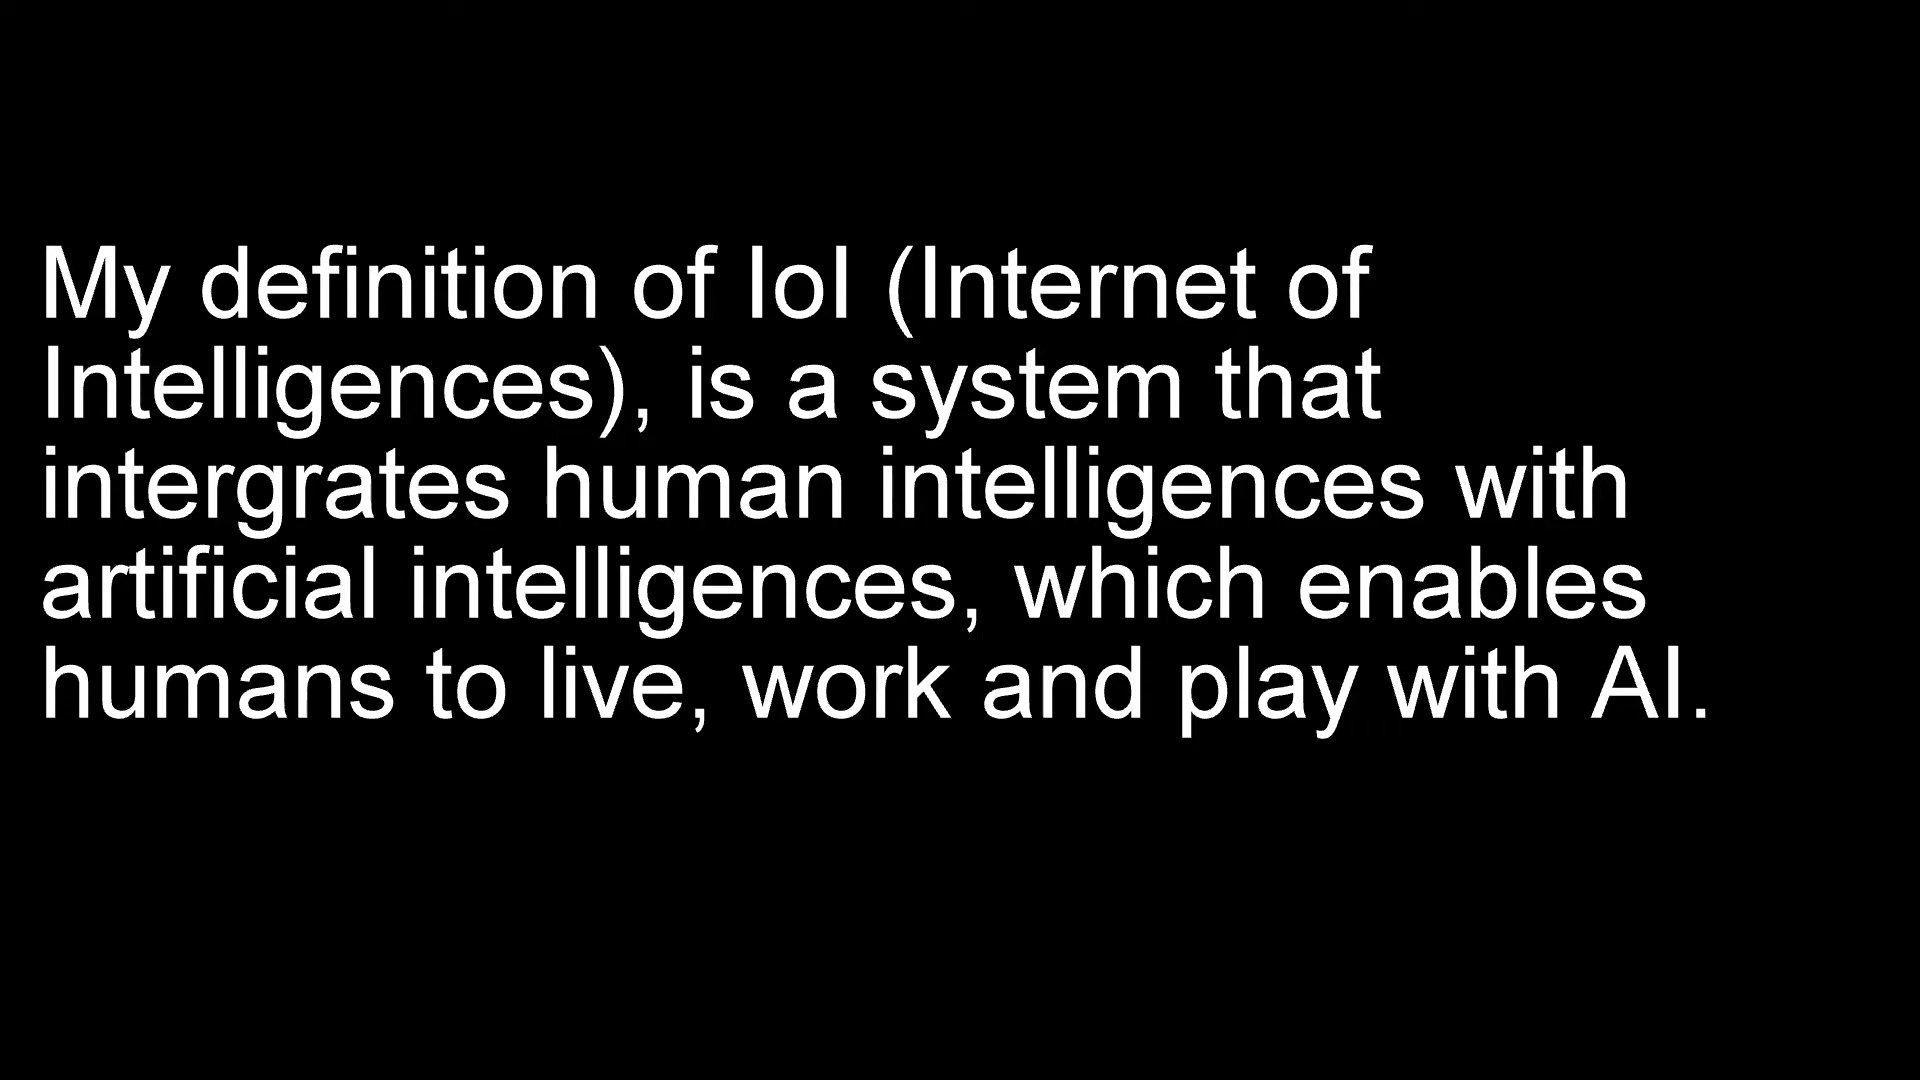 My definition of IoI (Internet of
Intelligences), is a system that
intergrates human intelligences with
artificial intelligences, which enables
humans to live, work and play with AI.